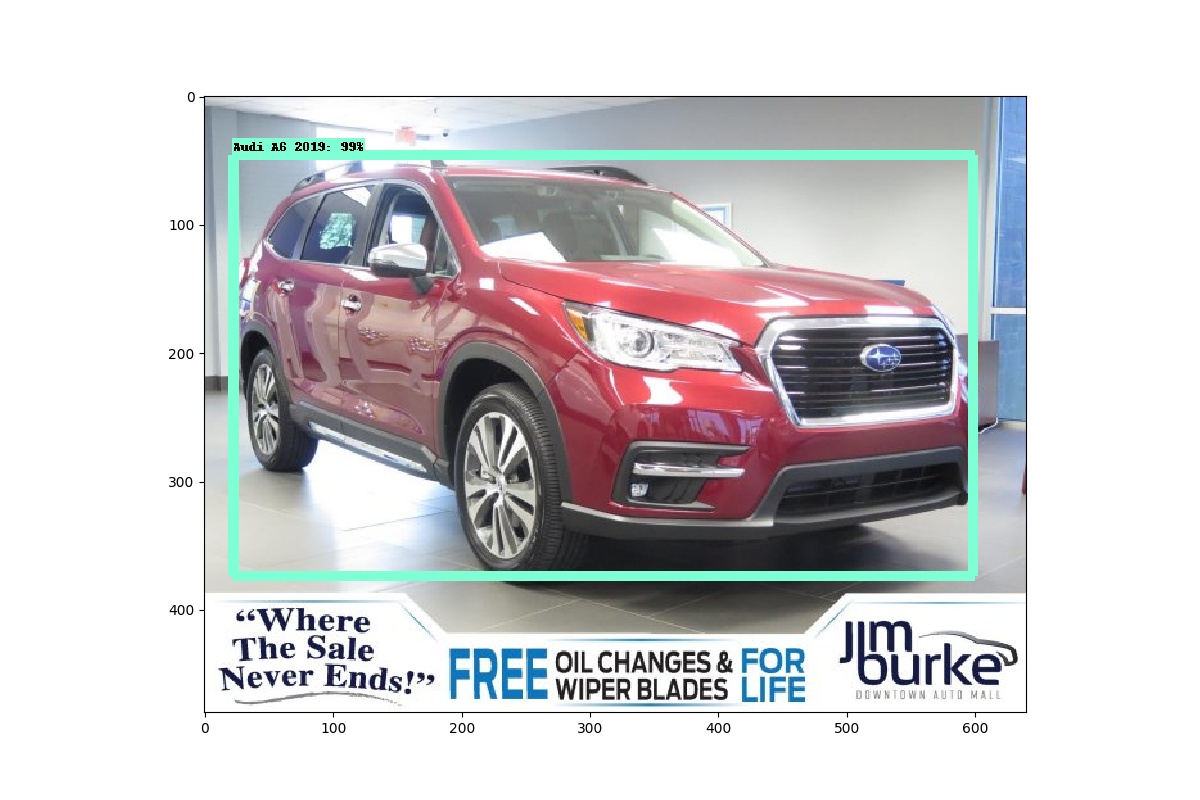 Audi A6 2019: 99%
0
100
200
300
400
0
100
200
300
400
500
600
“Where
The Sale
Never Ends!”
FREE OIL CHANGES & WIPER BLADES FOR LIFE
Jim burke
DOWNTOWN AUTO MALL